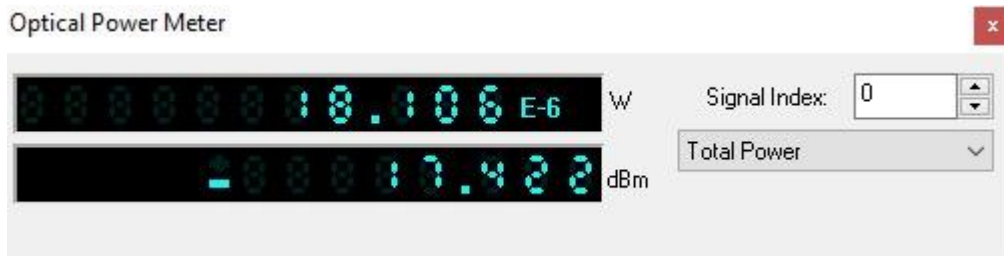 Optical Power Meter
x
18.106 E-6 W
Signal Index: 0
Total Power
- 17.422 dBm